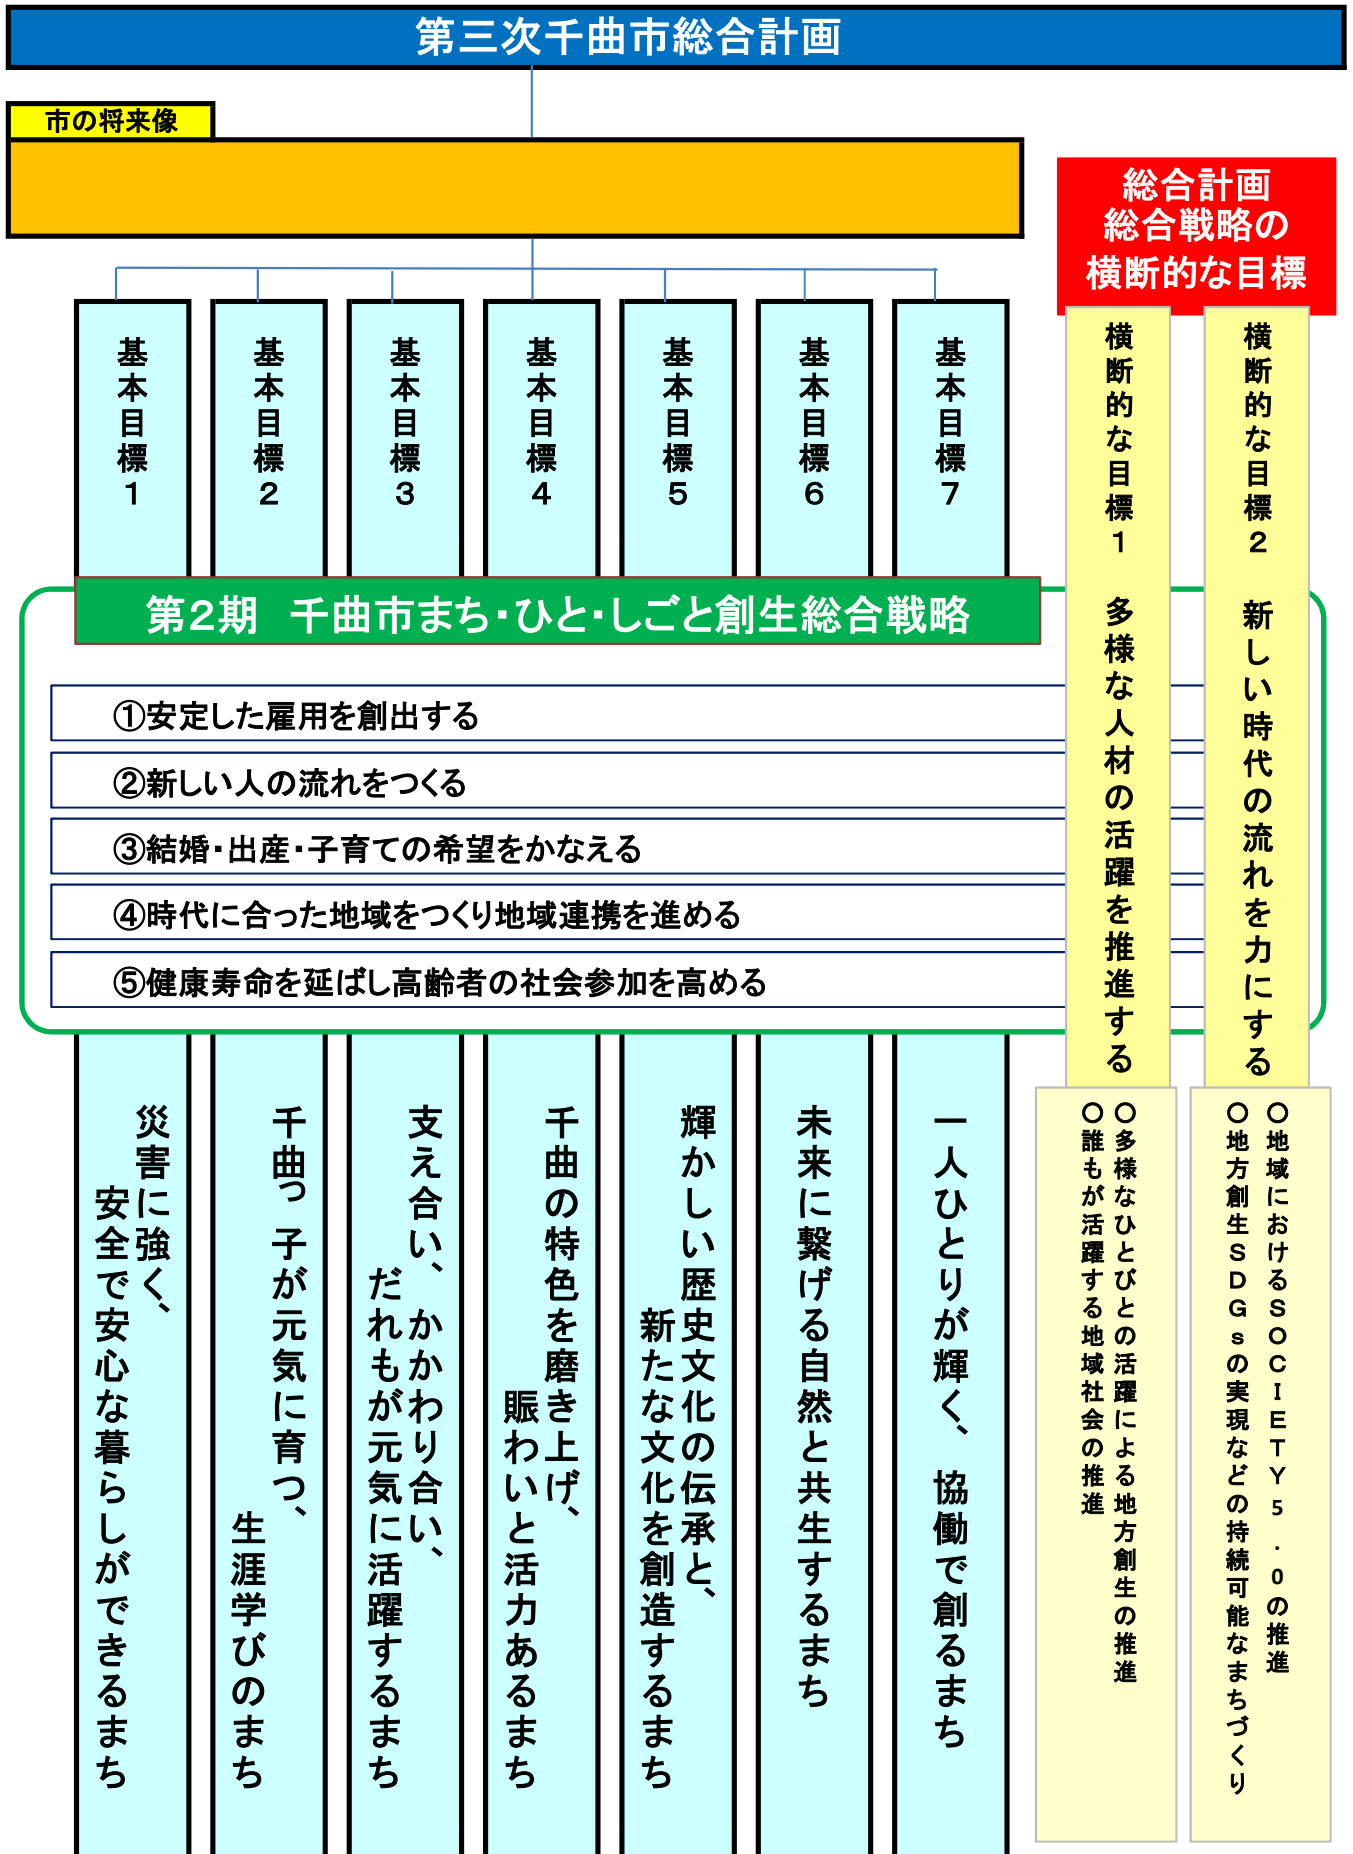 第三次千曲市総合計画
市の将来像
総合計画
総合戦略の
横断的な目標
基本目標１
基本目標２
基本目標３
基本目標４
基本目標５
基本目標６
基本目標７
横断的な目標１　多様な人材の活躍を推進する
横断的な目標２　新しい時代の流れを力にする
第２期　千曲市まち・ひと・しごと創生総合戦略
①安定した雇用を創出する
②新しい人の流れをつくる
③結婚・出産・子育ての希望をかなえる
④時代に合った地域をつくり地域連携を進める
⑤健康寿命を延ばし高齢者の社会参加を高める
災害に強く、
安全で安心な暮らしができるまち
千曲っ子が元気に育つ、
生涯学びのまち
支え合い、かかわり合い、
だれもが元気に活躍するまち
千曲の特色を磨き上げ、
賑わいと活力あるまち
輝かしい歴史文化の伝承と、
新たな文化を創造するまち
未来に繋げる自然と共生するまち
一人ひとりが輝く、協働で創るまち
〇多様なひとびとの活躍による地方創生の推進
〇誰もが活躍する地域社会の推進
〇地域におけるＳＯＣＩＥＴＹ５．０の推進
〇地方創生ＳＤＧｓの実現などの持続可能なまちづくり